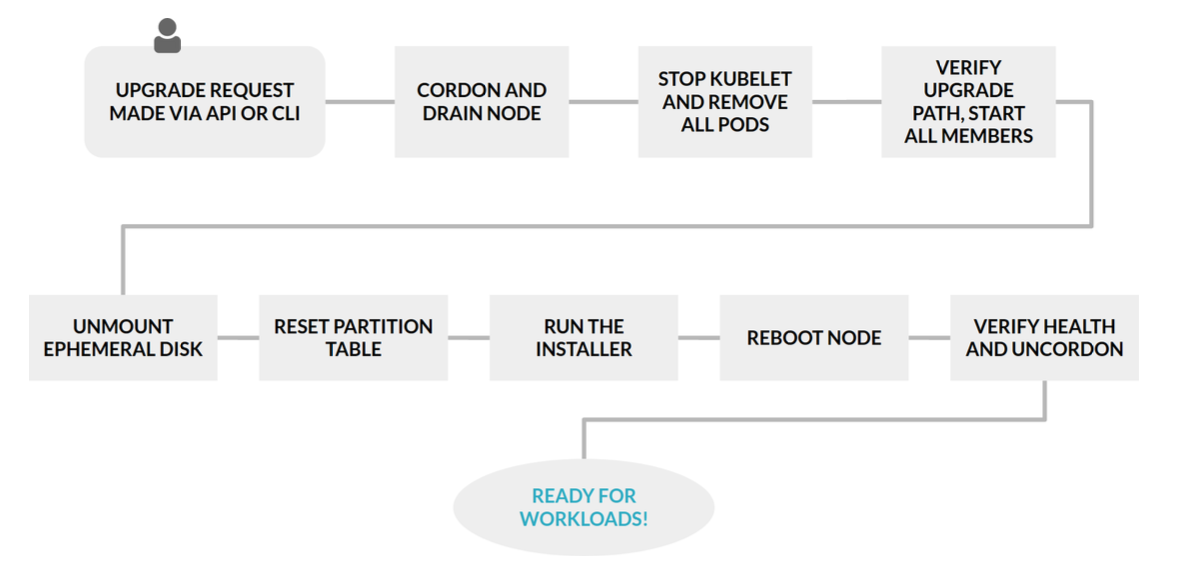 UPGRADE REQUEST
MADE VIA API OR CLI
CORDON AND
DRAIN NODE
STOP KUBELET
AND REMOVE
ALL PODS
VERIFY
UPGRADE
PATH, START
ALL MEMBERS
UNMOUNT
EPHEMERAL DISK
RESET PARTITION
TABLE
RUN THE
INSTALLER
REBOOT NODE
VERIFY HEALTH
AND UNCORDON
READY FOR
WORKLOADS!